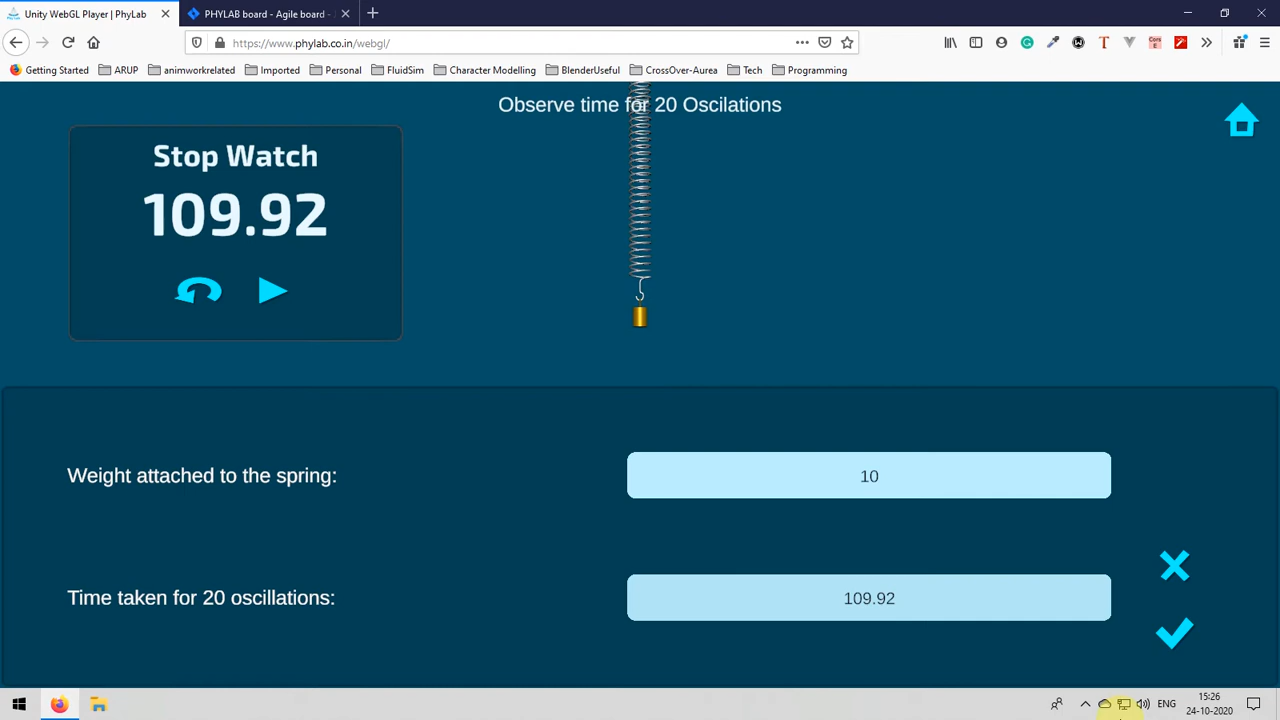 Unity WebGL Player | PhyLab
PHYLAB board - Agile board -
https://www.phylab.co.in/webgl/
Getting Started
ARUP
animworkrelated
Imported
Personal
FluidSim
Character Modelling
BlenderUseful
CrossOver-Aurea
Tech
Programming
Observe time for 20 Oscilations
Stop Watch
109.92
Weight attached to the spring:
10
Time taken for 20 oscillations:
109.92
ENG
15:26
24-10-2020